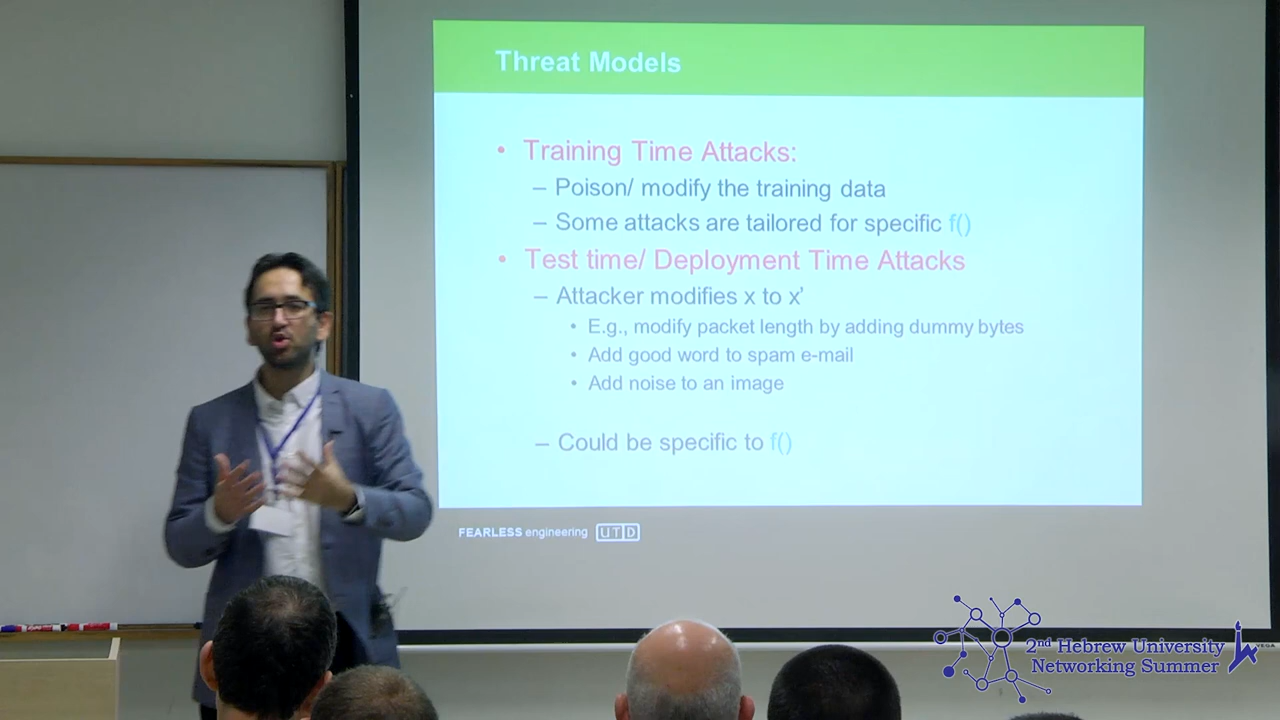 Threat Models
• Training Time Attacks:
– Poison/ modify the training data
– Some attacks are tailored for specific f()
• Test time/ Deployment Time Attacks
– Attacker modifies x to x’
• E.g., modify packet length by adding dummy bytes
• Add good word to spam e-mail
• Add noise to an image
– Could be specific to f()
FEARLESS engineering UTD
2nd Hebrew University
Networking Summer